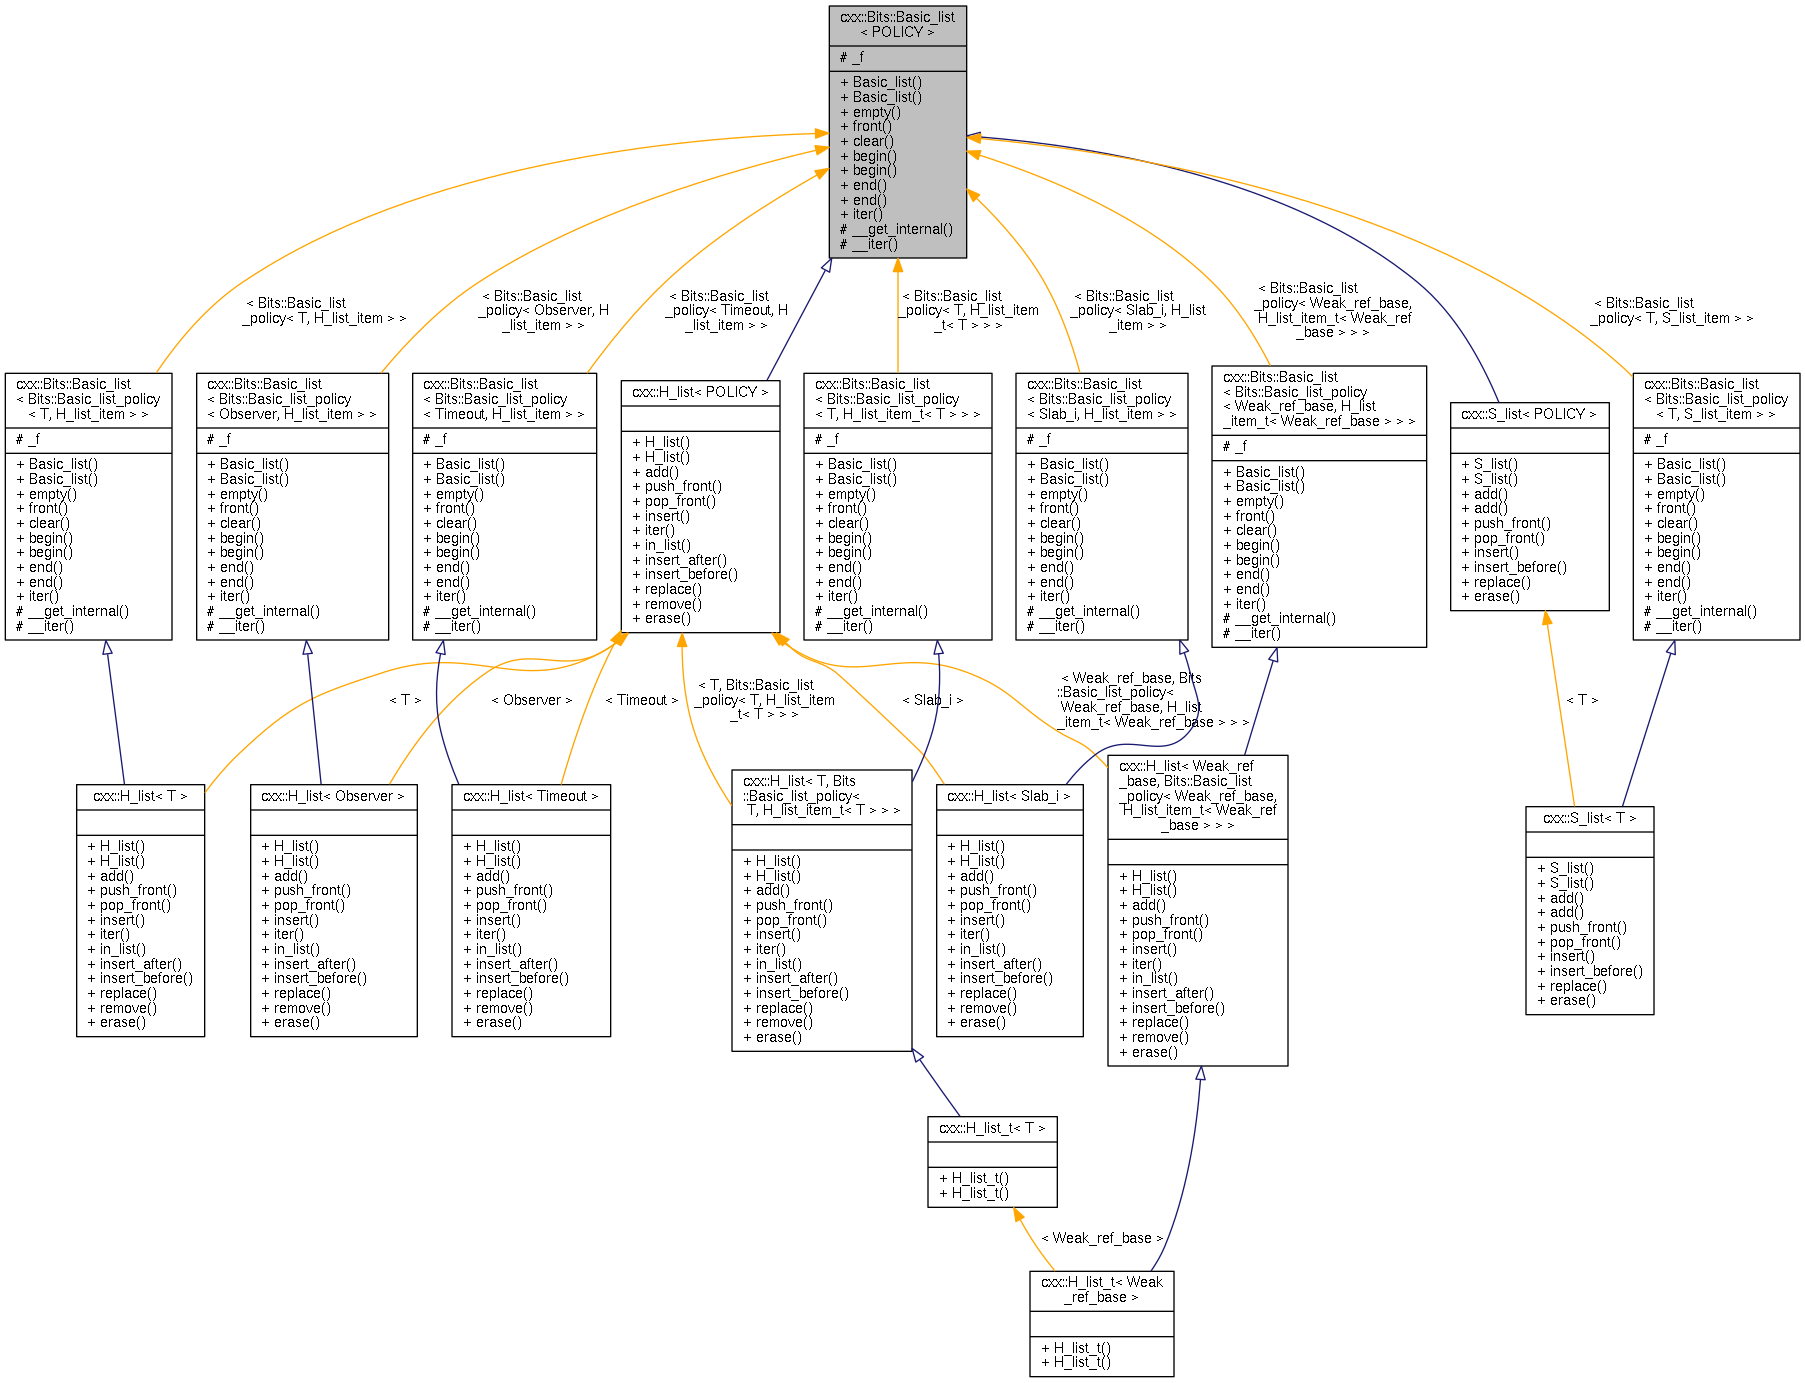 cxx::Bits::Basic_list
< POLICY >
# _f
+ Basic_list()
+ Basic_list()
+ empty()
+ front()
+ clear()
+ begin()
+ begin()
+ end()
+ end()
+ iter()
# __get_internal()
# __iter()
< Bits::Basic_list
_policy< T, H_list_item > >
< Bits::Basic_list
_policy< Observer, H
_list_item > >
< Bits::Basic_list
_policy< Timeout, H
_list_item > >
< Bits::Basic_list
_policy< T, H_list_item
_t< T > > >
< Bits::Basic_list
_policy< Slab_i, H_list
_item > >
< Bits::Basic_list
_policy< Weak_ref_base,
H_list_item_t< Weak_ref
_base > > >
< Bits::Basic_list
_policy< T, S_list_item > >
cxx::Bits::Basic_list
< Bits::Basic_list_policy
< T, H_list_item > >
# _f
+ Basic_list()
+ Basic_list()
+ empty()
+ front()
+ clear()
+ begin()
+ begin()
+ end()
+ end()
+ iter()
# __get_internal()
# __iter()
cxx::Bits::Basic_list
< Bits::Basic_list_policy
< Observer, H_list_item > >
# _f
+ Basic_list()
+ Basic_list()
+ empty()
+ front()
+ clear()
+ begin()
+ begin()
+ end()
+ end()
+ iter()
# __get_internal()
# __iter()
cxx::Bits::Basic_list
< Bits::Basic_list_policy
< Timeout, H_list_item > >
# _f
+ Basic_list()
+ Basic_list()
+ empty()
+ front()
+ clear()
+ begin()
+ begin()
+ end()
+ end()
+ iter()
# __get_internal()
# __iter()
cxx::H_list< POLICY >
+ H_list()
+ H_list()
+ add()
+ push_front()
+ pop_front()
+ insert()
+ iter()
+ in_list()
+ insert_after()
+ insert_before()
+ replace()
+ remove()
+ erase()
cxx::Bits::Basic_list
< Bits::Basic_list_policy
< T, H_list_item_t< T > > >
# _f
+ Basic_list()
+ Basic_list()
+ empty()
+ front()
+ clear()
+ begin()
+ begin()
+ end()
+ end()
+ iter()
# __get_internal()
# __iter()
cxx::Bits::Basic_list
< Bits::Basic_list_policy
< Slab_i, H_list_item > >
# _f
+ Basic_list()
+ Basic_list()
+ empty()
+ front()
+ clear()
+ begin()
+ begin()
+ end()
+ end()
+ iter()
# __get_internal()
# __iter()
cxx::Bits::Basic_list
< Bits::Basic_list_policy
< Weak_ref_base, H_list
_item_t< Weak_ref_base > > >
# _f
+ Basic_list()
+ Basic_list()
+ empty()
+ front()
+ clear()
+ begin()
+ begin()
+ end()
+ end()
+ iter()
# __get_internal()
# __iter()
cxx::S_list< POLICY >
+ S_list()
+ S_list()
+ add()
+ add()
+ push_front()
+ pop_front()
+ insert()
+ insert_before()
+ replace()
+ erase()
cxx::Bits::Basic_list
< Bits::Basic_list_policy
< T, S_list_item > >
# _f
+ Basic_list()
+ Basic_list()
+ empty()
+ front()
+ clear()
+ begin()
+ begin()
+ end()
+ end()
+ iter()
# __get_internal()
# __iter()
< T >
< Observer >
< Timeout >
< T, Bits::Basic_list
_policy< T, H_list_item
_t< T > > >
< Slab_i >
< Weak_ref_base, Bits
::Basic_list_policy<
Weak_ref_base, H_list
_item_t< Weak_ref_base > > >
< T >
cxx::H_list< T >
+ H_list()
+ H_list()
+ add()
+ push_front()
+ pop_front()
+ insert()
+ iter()
+ in_list()
+ insert_after()
+ insert_before()
+ replace()
+ remove()
+ erase()
cxx::H_list< Observer >
+ H_list()
+ H_list()
+ add()
+ push_front()
+ pop_front()
+ insert()
+ iter()
+ in_list()
+ insert_after()
+ insert_before()
+ replace()
+ remove()
+ erase()
cxx::H_list< Timeout >
+ H_list()
+ H_list()
+ add()
+ push_front()
+ pop_front()
+ insert()
+ iter()
+ in_list()
+ insert_after()
+ insert_before()
+ replace()
+ remove()
+ erase()
cxx::H_list< T, Bits
::Basic_list_policy<
T, H_list_item_t< T > > >
+ H_list()
+ H_list()
+ add()
+ push_front()
+ pop_front()
+ insert()
+ iter()
+ in_list()
+ insert_after()
+ insert_before()
+ replace()
+ remove()
+ erase()
cxx::H_list< Slab_i >
+ H_list()
+ H_list()
+ add()
+ push_front()
+ pop_front()
+ insert()
+ iter()
+ in_list()
+ insert_after()
+ insert_before()
+ replace()
+ remove()
+ erase()
cxx::H_list< Weak_ref
_base, Bits::Basic_list
_policy< Weak_ref_base,
H_list_item_t< Weak_ref
_base > > >
+ H_list()
+ H_list()
+ add()
+ push_front()
+ pop_front()
+ insert()
+ iter()
+ in_list()
+ insert_after()
+ insert_before()
+ replace()
+ remove()
+ erase()
cxx::S_list< T >
+ S_list()
+ S_list()
+ add()
+ add()
+ push_front()
+ pop_front()
+ insert()
+ insert_before()
+ replace()
+ erase()
cxx::H_list_t< T >
+ H_list_t()
+ H_list_t()
< Weak_ref_base >
cxx::H_list_t< Weak
_ref_base >
+ H_list_t()
+ H_list_t()